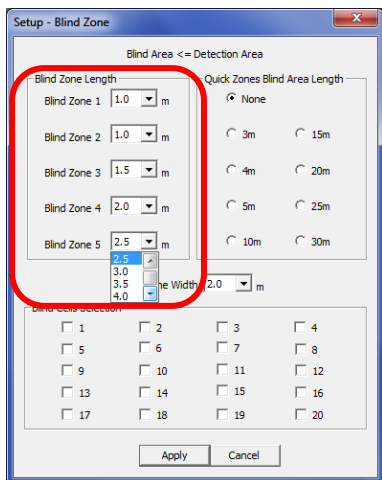 Setup - Blind Zone
Blind Area <= Detection Area
Blind Zone Length
Blind Zone 1 1.0 m
Blind Zone 2 1.0 m
Blind Zone 3 1.5 m
Blind Zone 4 2.0 m
Blind Zone 5 2.5 m
2.5
3.0
3.5
4.0
Quick Zones Blind Area Length
None
3m 15m
4m 20m
5m 25m
10m 30m
ne Width 2.0 m
Blind Cells Selection
1 2 3 4
5 6 7 8
9 10 11 12
13 14 15 16
17 18 19 20
Apply Cancel